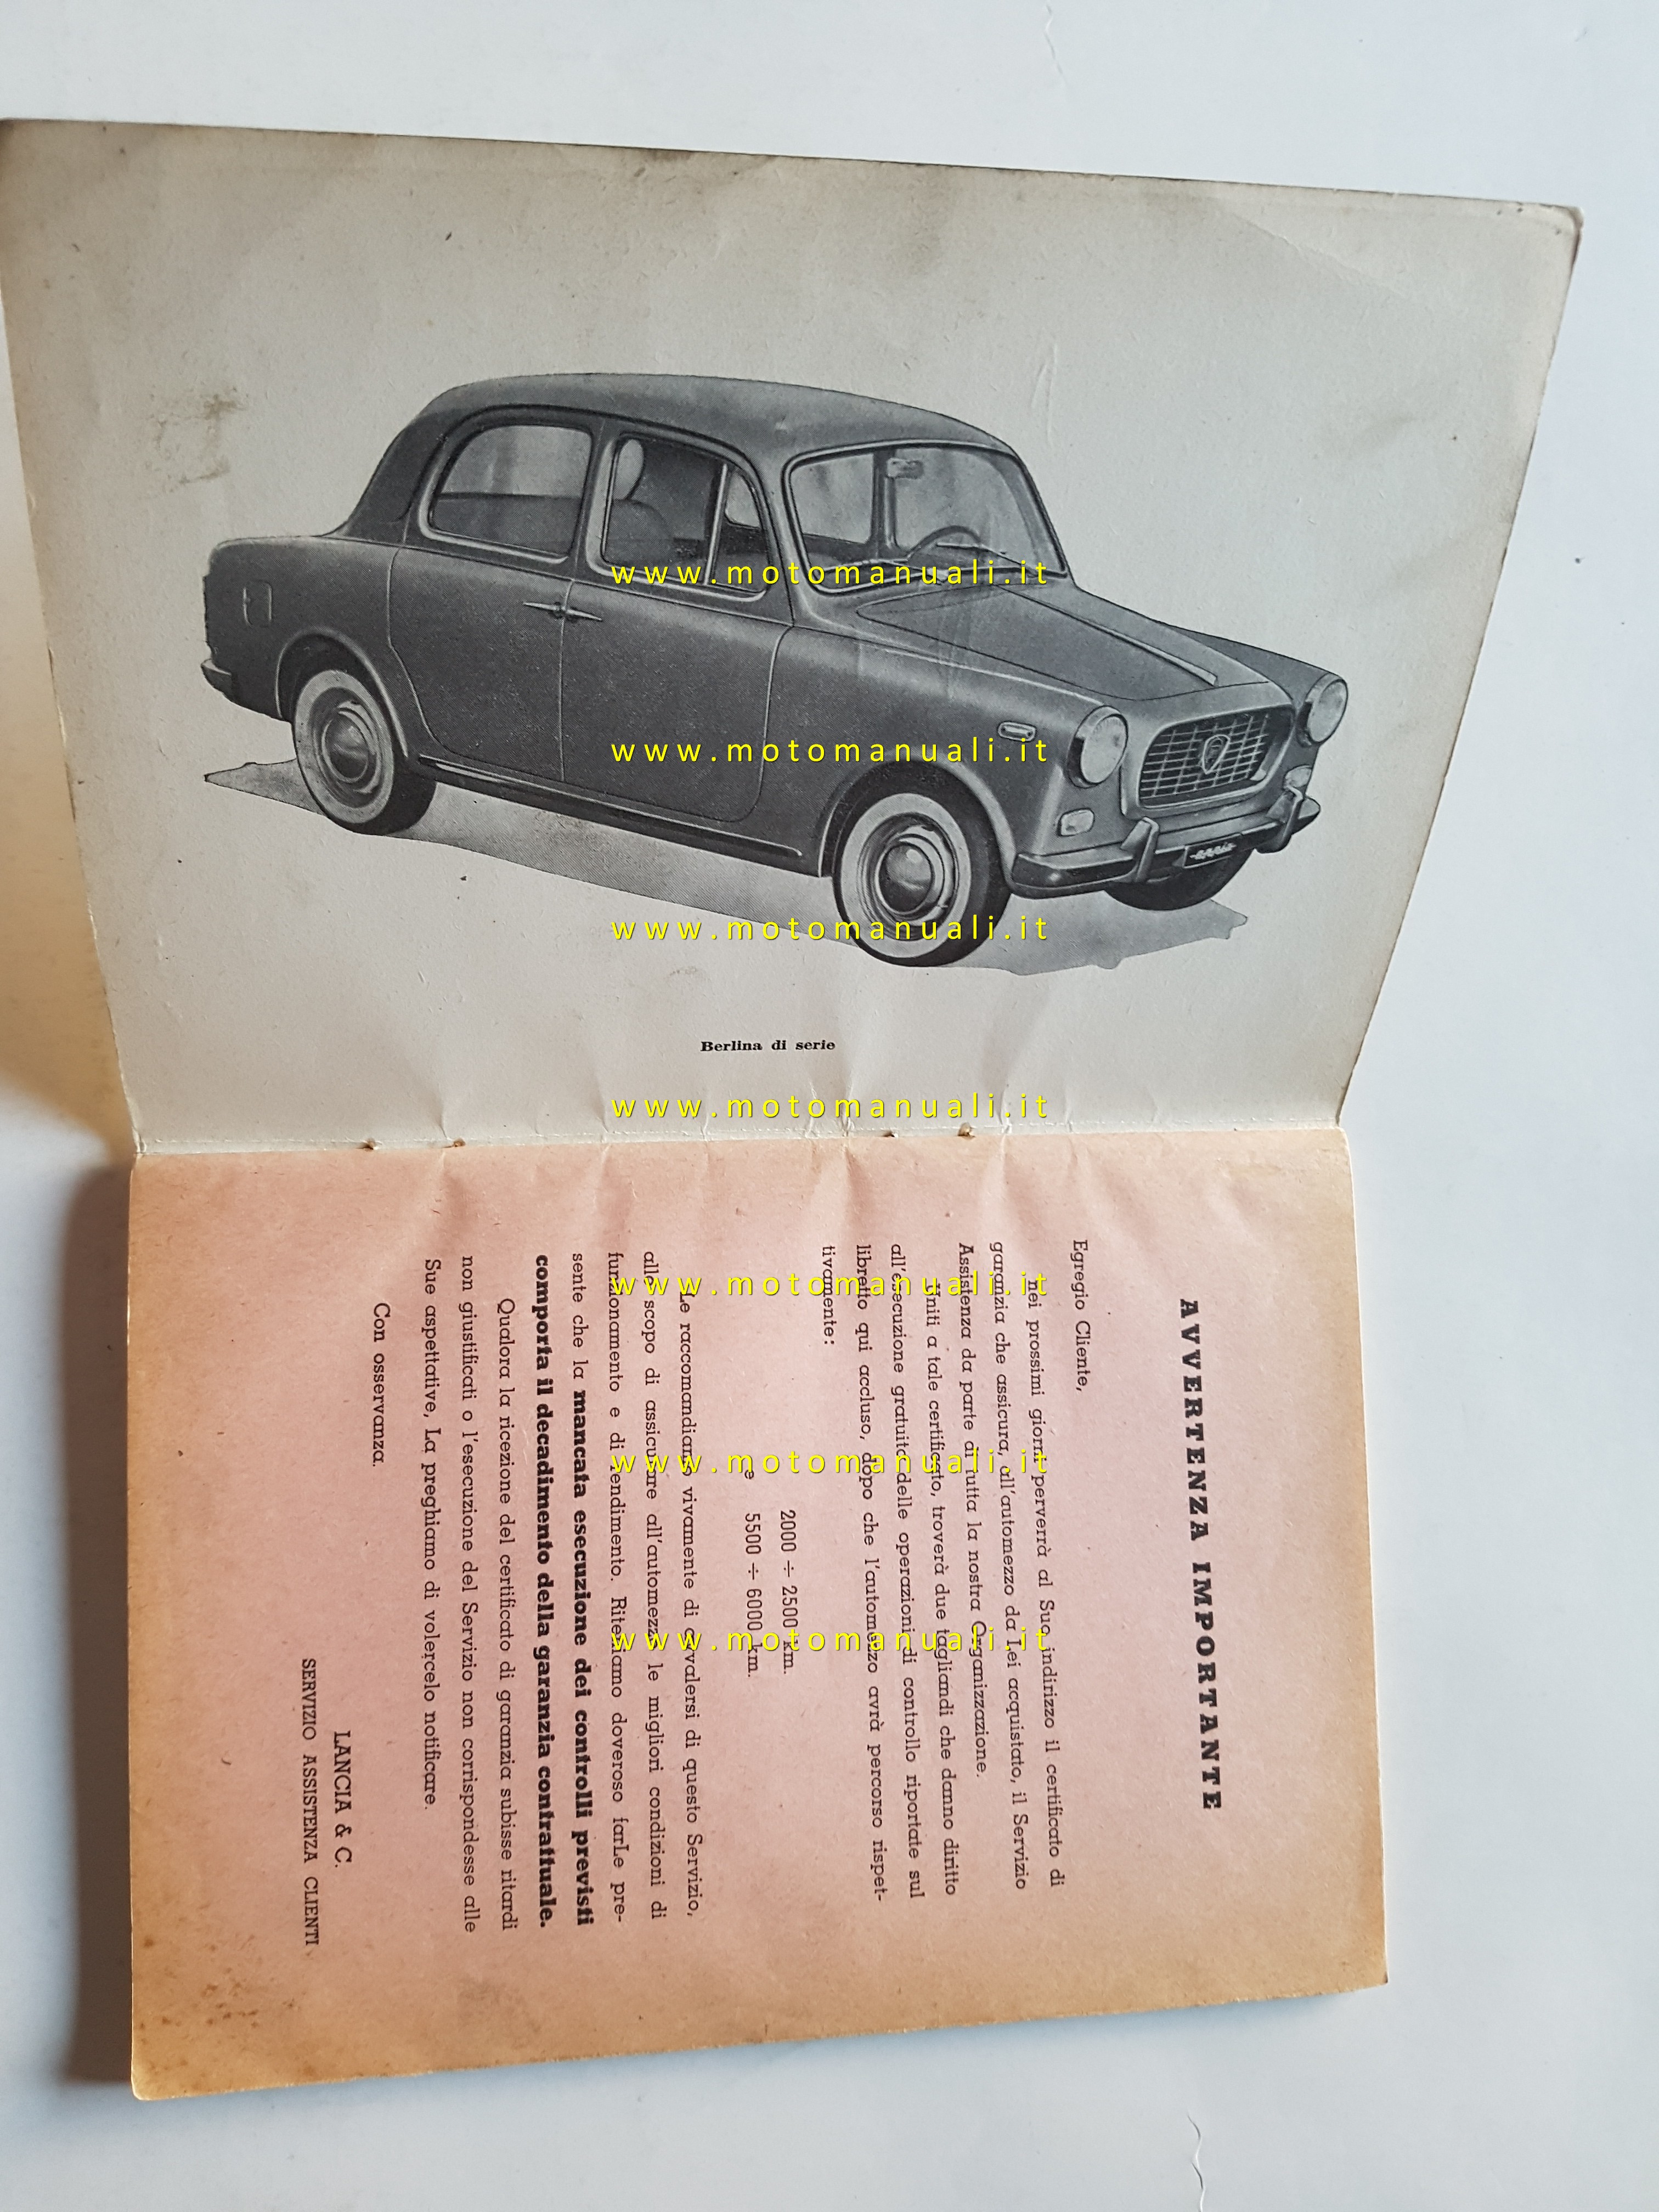 Berlina di serie
AVVERTENZA IMPORTANTE
Egregio Cliente,
nei prossimi giorni perverrà al Suo indirizzo il certificato di
garanzia che assicura, all'automezzo da Lei acquistato, il Servizio
Assistenza da parte di tutta la nostra Organizzazione.
Uniti a tale certificato, troverà due tagliandi che danno diritto
all'esecuzione gratuita delle operazioni di controllo riportate sul
libretto qui accluso, dopo che l'automezzo avrà percorso rispet-
tivamente:
2000 ÷ 2500 km.
e 5500 ÷ 6000 km.
Le raccomandiamo vivamente di avvalersi di questo Servizio,
allo scopo di assicurare all'automezzo le migliori condizioni di
funzionamento e di rendimento. Riteniamo doveroso farLe pre-
sente che la mancata esecuzione dei controlli previsti
comporta il decadimento della garanzia contrattuale.
Qualora la ricezione del certificato di garanzia subisse ritardi
non giustificati o l'esecuzione del Servizio non corrispondesse alle
Sue aspettative, La preghiamo di volercelo notificare.
Con osservanza.
LANCIA & C.
SERVIZIO ASSISTENZA CLIENTI
www.motomanuali.it
www.motomanuali.it
www.motomanuali.it
www.motomanuali.it
www.motomanuali.it
www.motomanuali.it
www.motomanuali.it